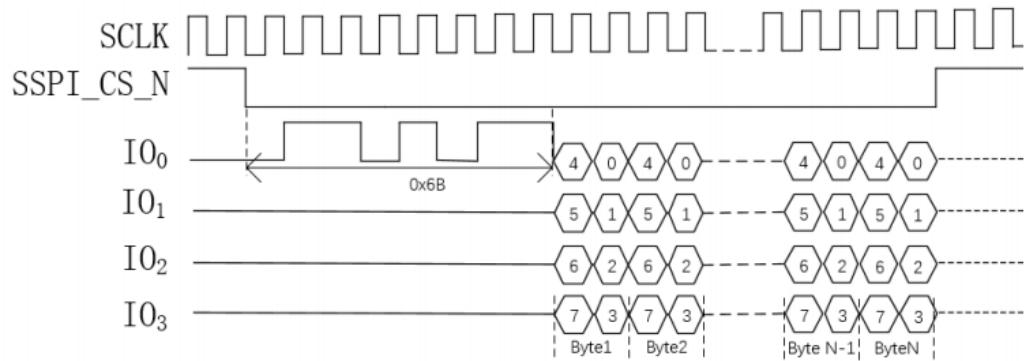 SCLK
SSPI_CS_N
IO₀ 4 0 4 0 4 0 4 0
0x6B
IO₁ 5 1 5 1 5 1 5 1
IO₂ 6 2 6 2 6 2 6 2
IO₃ 7 3 7 3 7 3 7 3
Byte1 Byte2 Byte N-1 ByteN